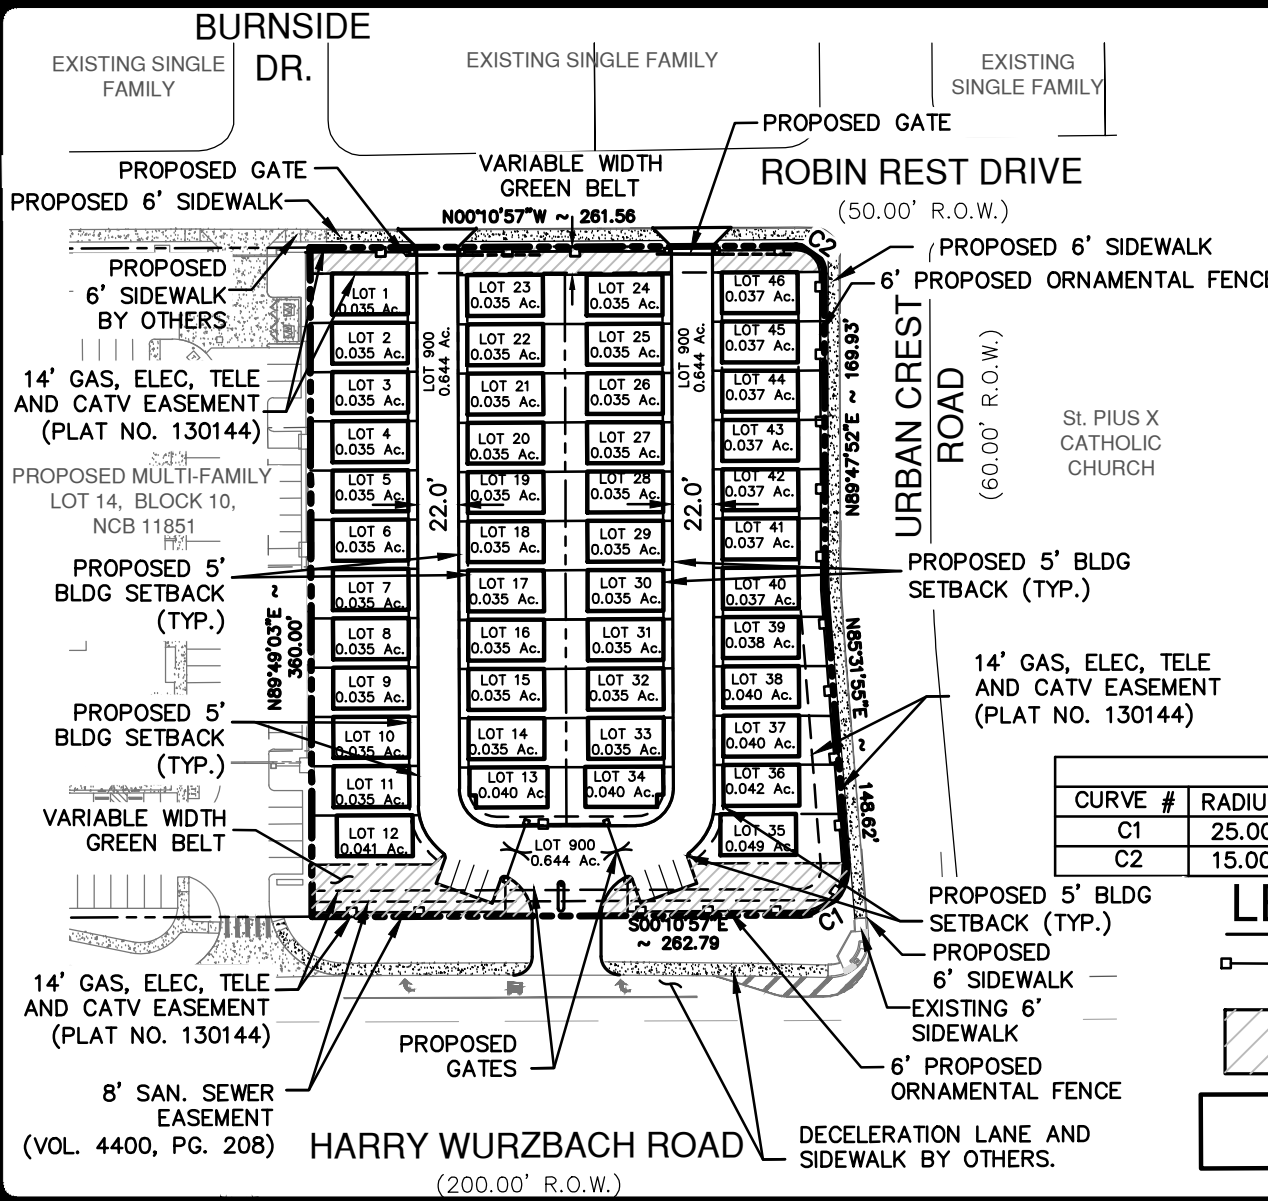 BURNSIDE
DR.
EXISTING SINGLE
FAMILY
EXISTING SINGLE FAMILY
EXISTING
SINGLE FAMILY
PROPOSED GATE
PROPOSED GATE
VARIABLE WIDTH
GREEN BELT
ROBIN REST DRIVE
(50.00' R.O.W.)
PROPOSED 6' SIDEWALK
N00°10'57"W ~ 261.56
C2
PROPOSED 6' SIDEWALK
6' PROPOSED ORNAMENTAL FENCE
PROPOSED
6' SIDEWALK
BY OTHERS
14' GAS, ELEC, TELE
AND CATV EASEMENT
(PLAT NO. 130144)
PROPOSED MULTI-FAMILY
LOT 14, BLOCK 10,
NCB 11851
PROPOSED 5'
BLDG SETBACK
(TYP.)
N89°49'03"E ~
360.00'
PROPOSED 5'
BLDG SETBACK
(TYP.)
VARIABLE WIDTH
GREEN BELT
LOT 1
0.035 Ac.
LOT 2
0.035 Ac.
LOT 3
0.035 Ac.
LOT 4
0.035 Ac.
LOT 5
0.035 Ac.
LOT 6
0.035 Ac.
LOT 7
0.035 Ac.
LOT 8
0.035 Ac.
LOT 9
0.035 Ac.
LOT 10
0.035 Ac.
LOT 11
0.035 Ac.
LOT 12
0.041 Ac.
LOT 900
0.644 Ac.
22.0'
LOT 23
0.035 Ac.
LOT 22
0.035 Ac.
LOT 21
0.035 Ac.
LOT 20
0.035 Ac.
LOT 19
0.035 Ac.
LOT 18
0.035 Ac.
LOT 17
0.035 Ac.
LOT 16
0.035 Ac.
LOT 15
0.035 Ac.
LOT 14
0.035 Ac.
LOT 13
0.040 Ac.
LOT 24
0.035 Ac.
LOT 25
0.035 Ac.
LOT 26
0.035 Ac.
LOT 27
0.035 Ac.
LOT 28
0.035 Ac.
LOT 29
0.035 Ac.
LOT 30
0.035 Ac.
LOT 31
0.035 Ac.
LOT 32
0.035 Ac.
LOT 33
0.035 Ac.
LOT 34
0.040 Ac.
LOT 900
0.644 Ac.
LOT 900
0.644 Ac.
22.0'
LOT 46
0.037 Ac.
LOT 45
0.037 Ac.
LOT 44
0.037 Ac.
LOT 43
0.037 Ac.
LOT 42
0.037 Ac.
LOT 41
0.037 Ac.
LOT 40
0.037 Ac.
LOT 39
0.038 Ac.
LOT 38
0.040 Ac.
LOT 37
0.040 Ac.
LOT 36
0.042 Ac.
LOT 35
0.049 Ac.
N89°47'52"E ~ 169.93'
N85°31'55"E ~ 148.62'
URBAN CREST
ROAD
(60.00' R.O.W.)
St. PIUS X
CATHOLIC
CHURCH
PROPOSED 5' BLDG
SETBACK (TYP.)
14' GAS, ELEC, TELE
AND CATV EASEMENT
(PLAT NO. 130144)
CURVE # RADIU
C1 25.00
C2 15.00
PROPOSED 5' BLDG
SETBACK (TYP.)
C1
S00°10'57"E
~ 262.79
PROPOSED
6' SIDEWALK
EXISTING 6'
SIDEWALK
14' GAS, ELEC, TELE
AND CATV EASEMENT
(PLAT NO. 130144)
PROPOSED
GATES
6' PROPOSED
ORNAMENTAL FENCE
8' SAN. SEWER
EASEMENT
(VOL. 4400, PG. 208)
HARRY WURZBACH ROAD
(200.00' R.O.W.)
DECELERATION LANE AND
SIDEWALK BY OTHERS.